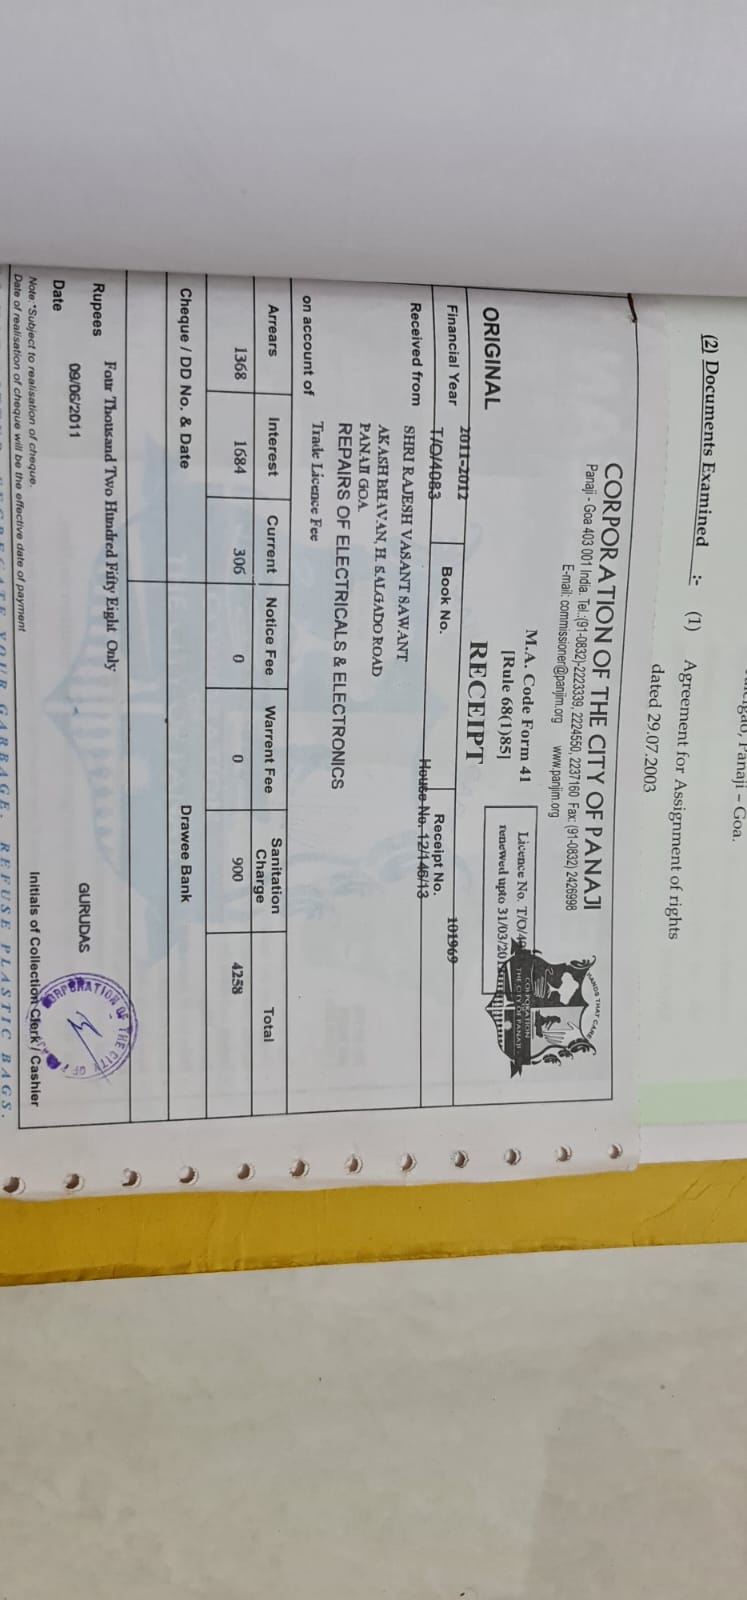 Panaji – Goa.
(2) Documents Examined :- (1) Agreement for Assignment of rights
dated 29.07.2003
CORPORATION OF THE CITY OF PANAJI
Panaji - Goa 403 001 India. Tel.:(91-0832)-2223339, 2224550, 2237160 Fax: (91-0832) 2426998
E-mail: commissioner@panjim.org www.panjim.org
HANDS THAT CARE
CORPORATION
THE CITY OF PANAJI
M.A. Code Form 41
[Rule 68(1)85]
Licence No. T/O/40
renewed upto 31/03/201
ORIGINAL
RECEIPT
Financial Year 2011-2012 Book No. Receipt No. 101969
T/O/4083 House No. 12/146/13
Received from SHRI RAJESH VASANT SAWANT
AKASH BHAVAN, H. SALGADO ROAD
PANAJI GOA.
REPAIRS OF ELECTRICALS & ELECTRONICS
on account of Trade Licence Fee
Arrears Interest Current Notice Fee Warrent Fee Sanitation Charge Total
1368 1684 306 0 0 900 4258
Cheque / DD No. & Date Drawee Bank
Rupees Four Thousand Two Hundred Fifty Eight Only
Date 09/06/2011
GURUDAS
CORPORATION OF THE CITY OF
Initials of Collection Clerk / Cashier
Note:*Subject to realisation of cheque.
Date of realisation of cheque will be the effective date of payment
YOUR GARBAGE. REFUSE PLASTIC BAGS.